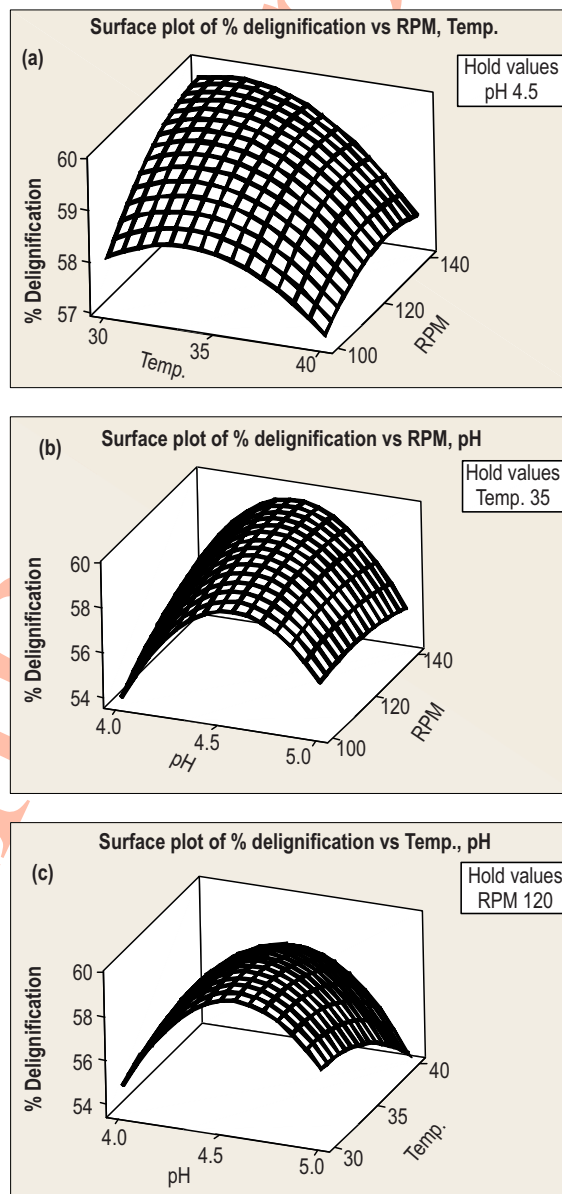 Surface plot of % delignification vs RPM, Temp.
(a)
Hold values
pH 4.5
60
59
58
57
% Delignification
30
35
40
Temp.
100
120
140
RPM
Surface plot of % delignification vs RPM, pH
(b)
Hold values
Temp. 35
60
58
56
54
% Delignification
4.0
4.5
5.0
pH
100
120
140
RPM
Surface plot of % delignification vs Temp., pH
(c)
Hold values
RPM 120
60
58
56
54
% Delignification
4.0
4.5
5.0
pH
30
35
40
Temp.